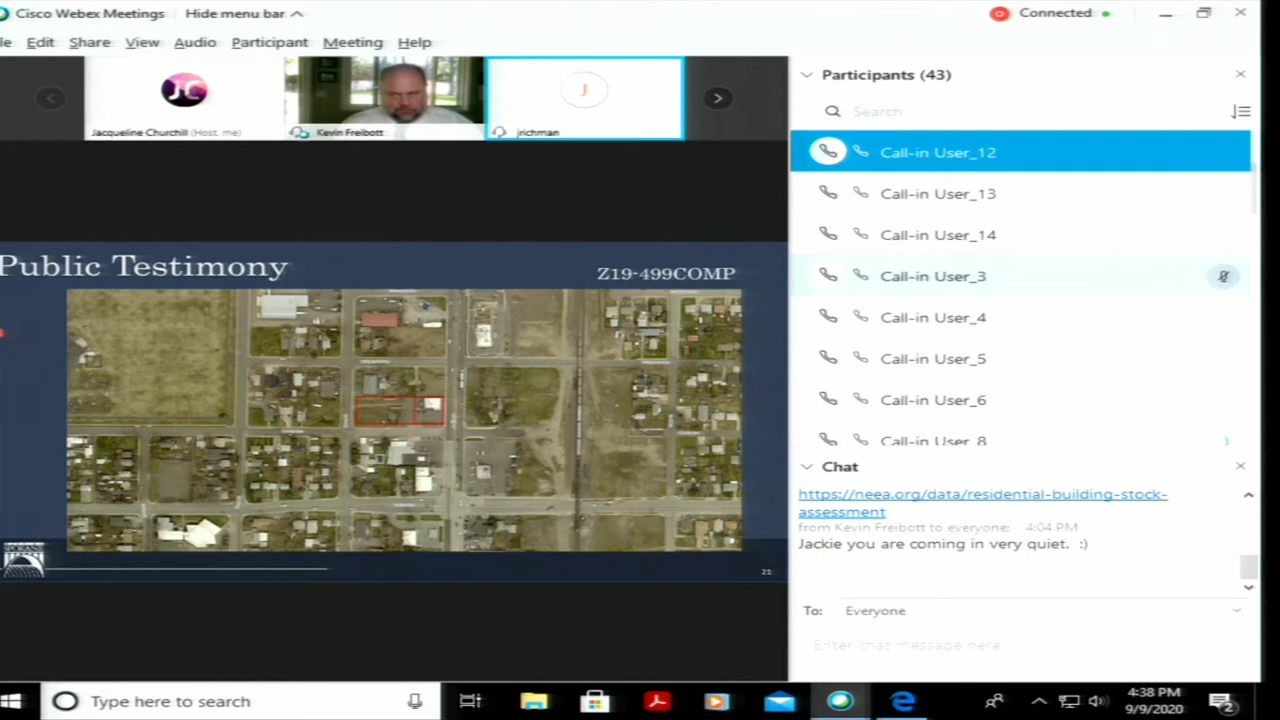 Cisco Webex Meetings Hide menu bar Connected
le Edit Share View Audio Participant Meeting Help
JC
Jacqueline Churchill (Host, me)
Kevin Freibott
J
jrichman
Public Testimony
Z19-499COMP
SPOKANE
21
Participants (43)
Search
Call-in User_12
Call-in User_13
Call-in User_14
Call-in User_3
Call-in User_4
Call-in User_5
Call-in User_6
Call-in User_8
Chat
https://neea.org/data/residential-building-stock-
assessment
from Kevin Freibott to everyone: 4:04 PM
Jackie you are coming in very quiet. :)
To: Everyone
Enter chat message here
Type here to search
4:38 PM
9/9/2020
2